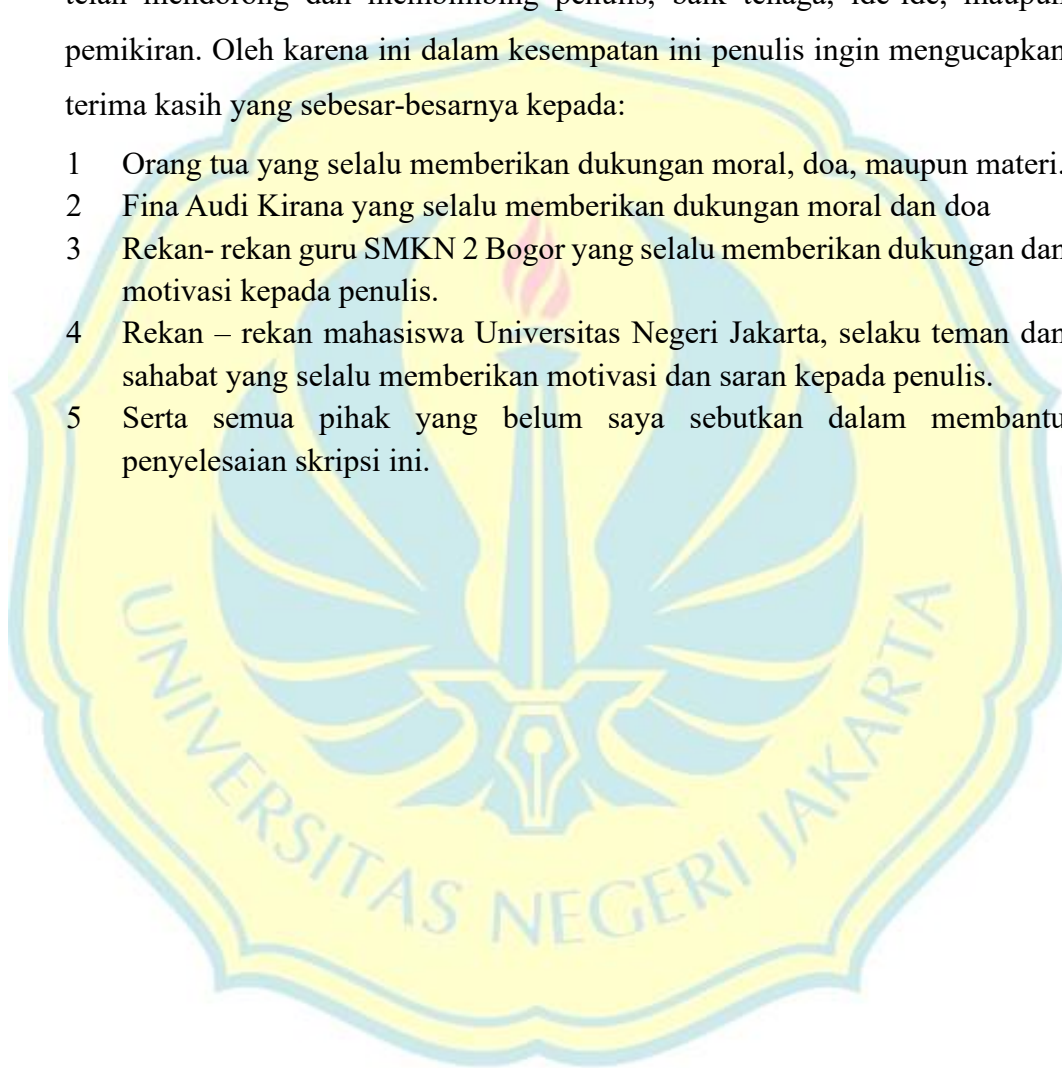 telah mendorong dan membimbing penulis, baik tenaga, ide-ide, maupun
pemikiran. Oleh karena ini dalam kesempatan ini penulis ingin mengucapkan
terima kasih yang sebesar-besarnya kepada:
1 Orang tua yang selalu memberikan dukungan moral, doa, maupun materi.
2 Fina Audi Kirana yang selalu memberikan dukungan moral dan doa
3 Rekan- rekan guru SMKN 2 Bogor yang selalu memberikan dukungan dan
motivasi kepada penulis.
4 Rekan – rekan mahasiswa Universitas Negeri Jakarta, selaku teman dan
sahabat yang selalu memberikan motivasi dan saran kepada penulis.
5 Serta semua pihak yang belum saya sebutkan dalam membantu
penyelesaian skripsi ini.
UNIVERSITAS NEGERI JAKARTA